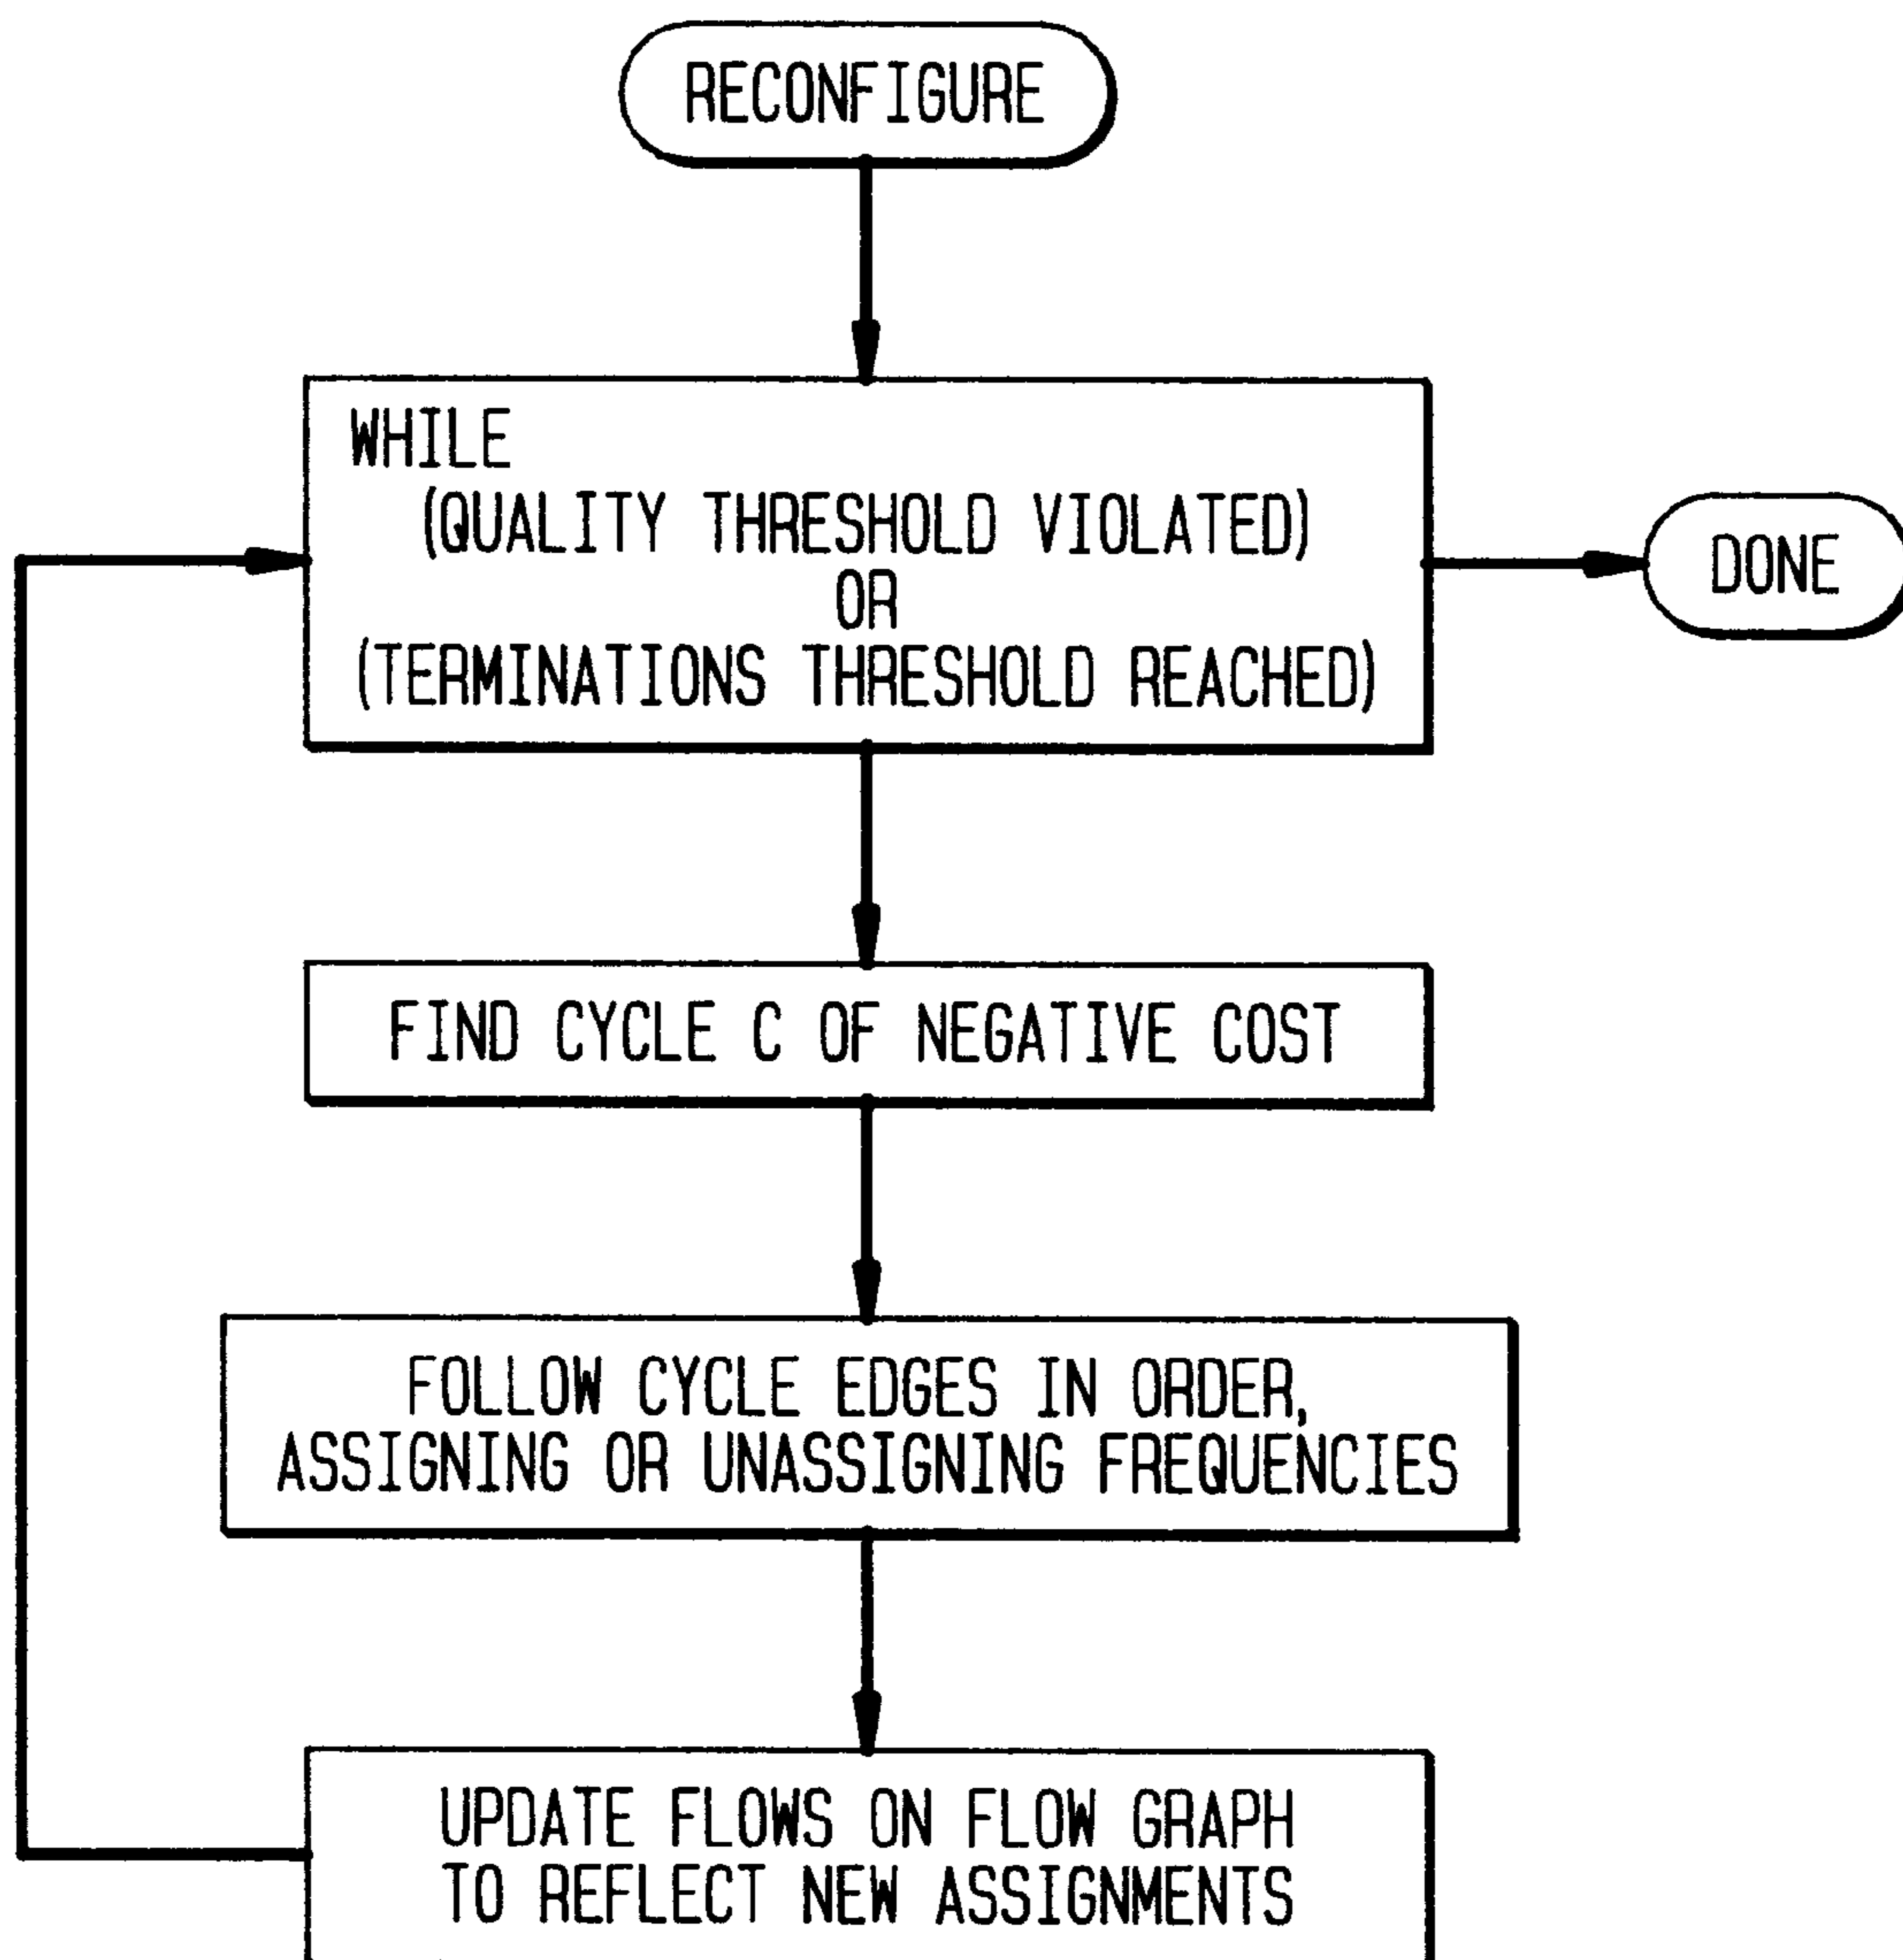 RECONFIGURE
WHILE
(QUALITY THRESHOLD VIOLATED)
OR
(TERMINATIONS THRESHOLD REACHED)
DONE
FIND CYCLE C OF NEGATIVE COST
FOLLOW CYCLE EDGES IN ORDER,
ASSIGNING OR UNASSIGNING FREQUENCIES
UPDATE FLOWS ON FLOW GRAPH
TO REFLECT NEW ASSIGNMENTS